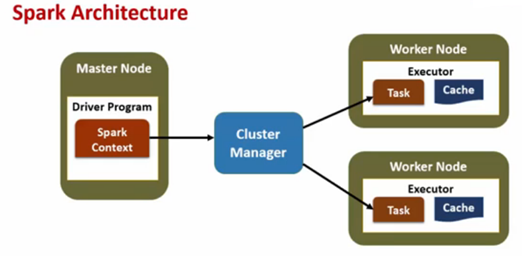 Spark Architecture
Master Node
Driver Program
Spark
Context
Cluster
Manager
Worker Node
Executor
Task
Cache
Worker Node
Executor
Task
Cache